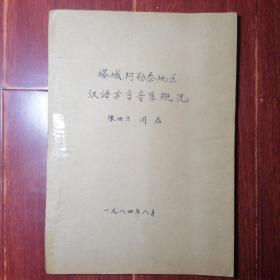 塔城、阿勒泰地区
汉语方言音系概况
陈 周磊
一九八四年八月